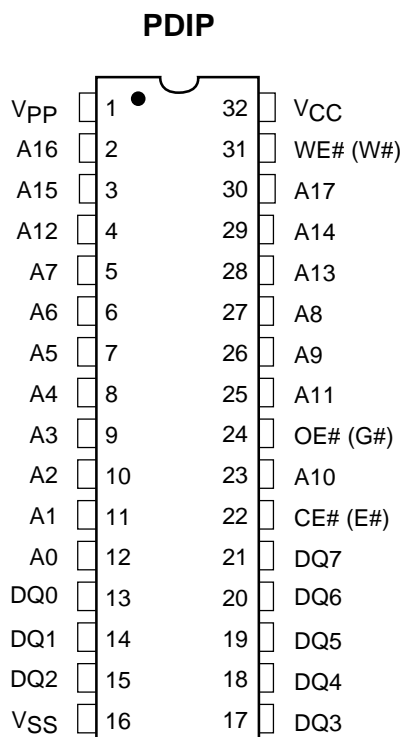 PDIP
VPP 1 32 VCC
A16 2 31 WE# (W#)
A15 3 30 A17
A12 4 29 A14
A7 5 28 A13
A6 6 27 A8
A5 7 26 A9
A4 8 25 A11
A3 9 24 OE# (G#)
A2 10 23 A10
A1 11 22 CE# (E#)
A0 12 21 DQ7
DQ0 13 20 DQ6
DQ1 14 19 DQ5
DQ2 15 18 DQ4
VSS 16 17 DQ3